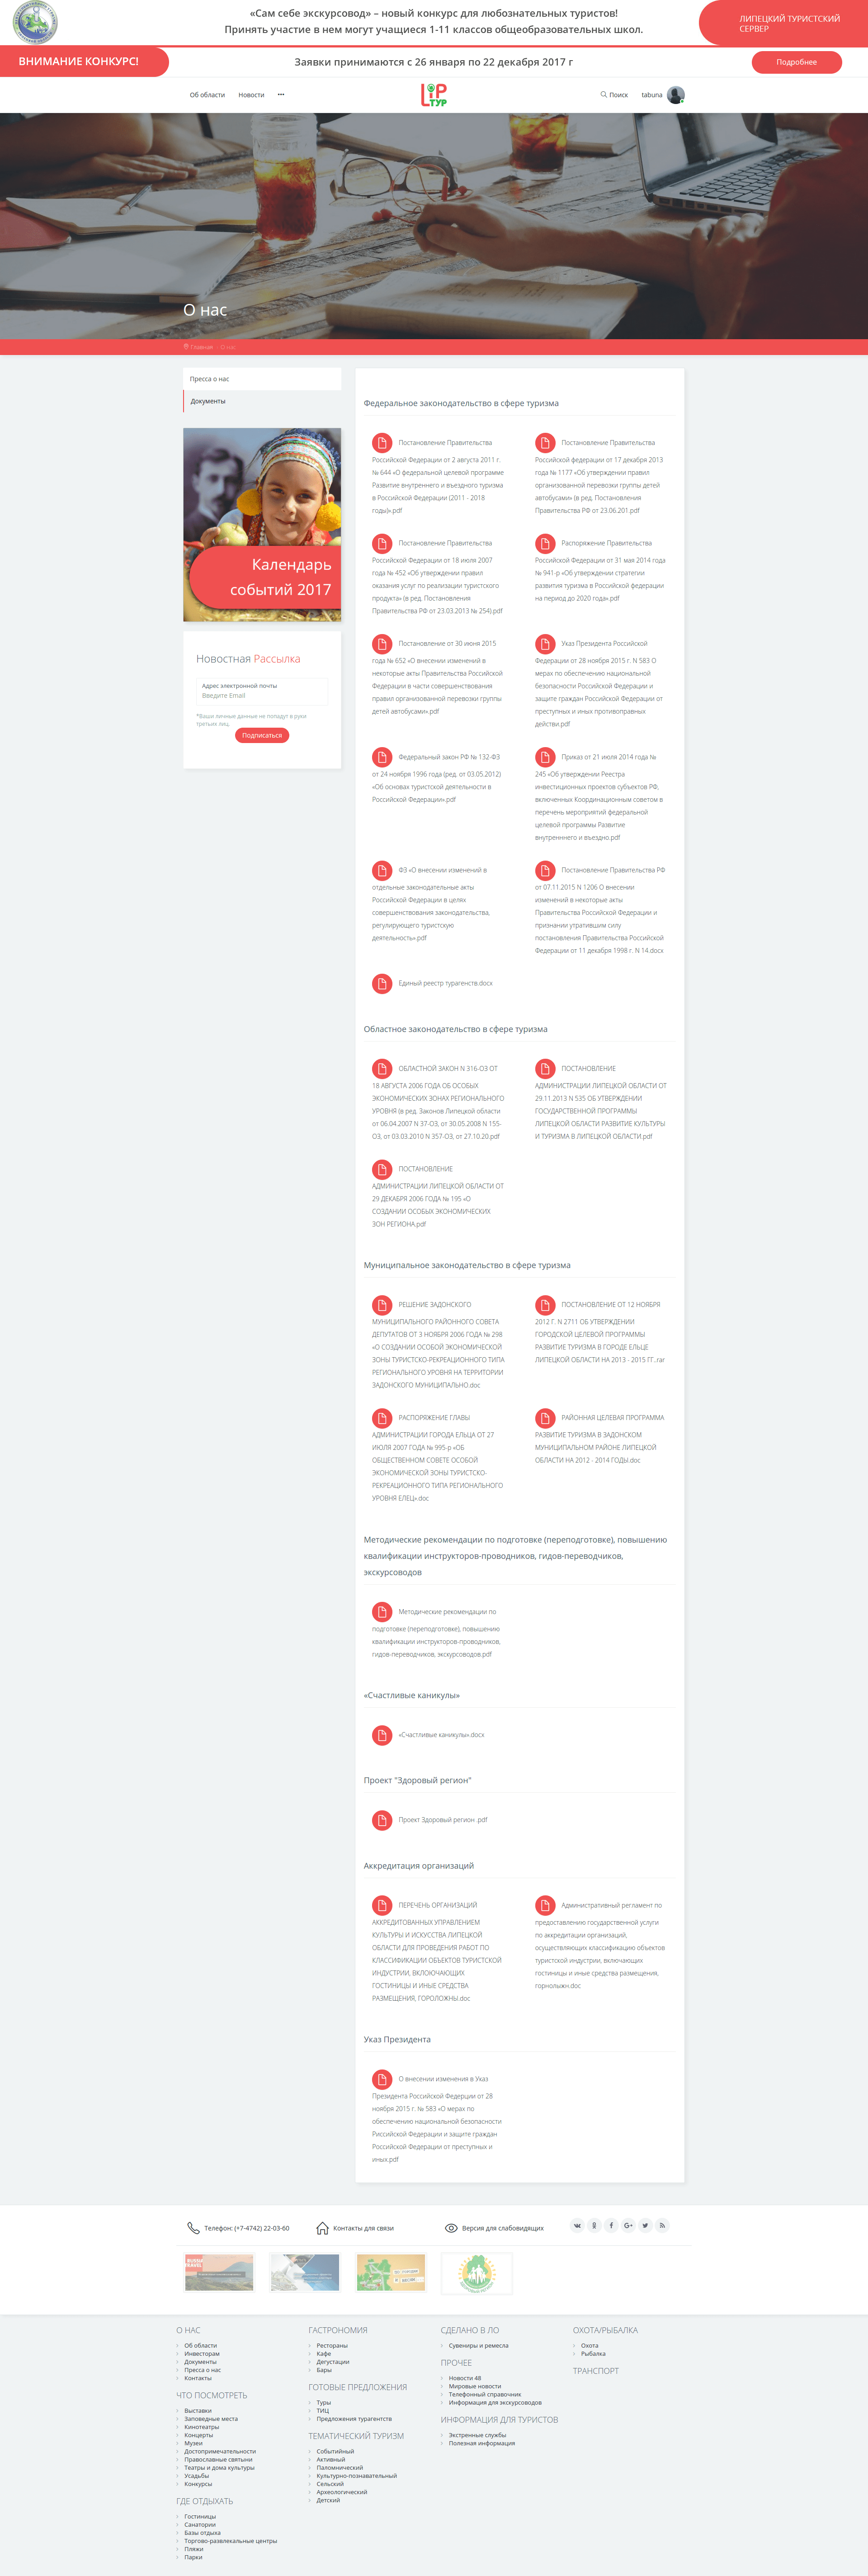 «Сам себе экскурсовод» – новый конкурс для любознательных туристов!
Принять участие в нем могут учащиеся 1-11 классов общеобразовательных школ.
ЛИПЕЦКИЙ ТУРИСТСКИЙ
СЕРВЕР
ВНИМАНИЕ КОНКУРС!
Заявки принимаются с 26 января по 22 декабря 2017 г
Подробнее
Об области
Новости
LiP
ТУР
Поиск
tabuna
О нас
Главная
О нас
Пресса о нас
Документы
Календарь
событий 2017
Новостная Рассылка
Адрес электронной почты
Введите Email
*Ваши личные данные не попадут в руки
третьих лиц.
Подписаться
Федеральное законодательство в сфере туризма
Постановление Правительства
Российской Федерации от 2 августа 2011 г.
№ 644 «О федеральной целевой программе
Развитие внутреннего и въездного туризма
в Российской Федерации (2011 - 2018
годы)».pdf
Постановление Правительства
Российской федерации от 17 декабря 2013
года № 1177 «Об утверждении правил
организованной перевозки группы детей
автобусами» (в ред. Постановления
Правительства РФ от 23.06.201.pdf
Постановление Правительства
Российской Федерации от 18 июля 2007
года № 452 «Об утверждении правил
оказания услуг по реализации туристского
продукта» (в ред. Постановления
Правительства РФ от 23.03.2013 № 254).pdf
Распоряжение Правительства
Российской Федерации от 31 мая 2014 года
№ 941-р «Об утверждении стратегии
развития туризма в Российской федерации
на период до 2020 года».pdf
Постановление от 30 июня 2015
года № 652 «О внесении изменений в
некоторые акты Правительства Российской
Федерации в части совершенствования
правил организованной перевозки группы
детей автобусами».pdf
Указ Президента Российской
Федерации от 28 ноября 2015 г. N 583 О
мерах по обеспечению национальной
безопасности Российской Федерации и
защите граждан Российской Федерации от
преступных и иных противоправных
действи.pdf
Федеральный закон РФ № 132-ФЗ
от 24 ноября 1996 года (ред. от 03.05.2012)
«Об основах туристской деятельности в
Российской Федерации».pdf
Приказ от 21 июля 2014 года №
245 «Об утверждении Реестра
инвестиционных проектов субъектов РФ,
включенных Координационным советом в
перечень мероприятий федеральной
целевой программы Развитие
внутреннего и въездно.pdf
ФЗ «О внесении изменений в
отдельные законодательные акты
Российской Федерации в целях
совершенствования законодательства,
регулирующего туристскую
деятельность».pdf
Постановление Правительства РФ
от 07.11.2015 N 1206 О внесении
изменений в некоторые акты
Правительства Российской Федерации и
признании утратившим силу
постановления Правительства Российской
Федерации от 11 декабря 1998 г. N 14.docx
Единый реестр турагенств.docx
Областное законодательство в сфере туризма
ОБЛАСТНОЙ ЗАКОН N 316-ОЗ ОТ
18 АВГУСТА 2006 ГОДА ОБ ОСОБЫХ
ЭКОНОМИЧЕСКИХ ЗОНАХ РЕГИОНАЛЬНОГО
УРОВНЯ (в ред. Законов Липецкой области
от 06.04.2007 N 37-ОЗ, от 30.05.2008 N 155-
ОЗ, от 03.03.2010 N 357-ОЗ, от 27.10.20.pdf
ПОСТАНОВЛЕНИЕ
АДМИНИСТРАЦИИ ЛИПЕЦКОЙ ОБЛАСТИ ОТ
29.11.2013 N 535 ОБ УТВЕРЖДЕНИИ
ГОСУДАРСТВЕННОЙ ПРОГРАММЫ
ЛИПЕЦКОЙ ОБЛАСТИ РАЗВИТИЕ КУЛЬТУРЫ
И ТУРИЗМА В ЛИПЕЦКОЙ ОБЛАСТИ.pdf
ПОСТАНОВЛЕНИЕ
АДМИНИСТРАЦИИ ЛИПЕЦКОЙ ОБЛАСТИ ОТ
29 ДЕКАБРЯ 2006 ГОДА № 195 «О
СОЗДАНИИ ОСОБЫХ ЭКОНОМИЧЕСКИХ
ЗОН РЕГИОНА.pdf
Муниципальное законодательство в сфере туризма
РЕШЕНИЕ ЗАДОНСКОГО
МУНИЦИПАЛЬНОГО РАЙОННОГО СОВЕТА
ДЕПУТАТОВ ОТ 3 НОЯБРЯ 2006 ГОДА № 298
«О СОЗДАНИИ ОСОБОЙ ЭКОНОМИЧЕСКОЙ
ЗОНЫ ТУРИСТСКО-РЕКРЕАЦИОННОГО ТИПА
РЕГИОНАЛЬНОГО УРОВНЯ НА ТЕРРИТОРИИ
ЗАДОНСКОГО МУНИЦИПАЛЬНО.doc
ПОСТАНОВЛЕНИЕ ОТ 12 НОЯБРЯ
2012 Г. N 2711 ОБ УТВЕРЖДЕНИИ
ГОРОДСКОЙ ЦЕЛЕВОЙ ПРОГРАММЫ
РАЗВИТИЕ ТУРИЗМА В ГОРОДЕ ЕЛЬЦЕ
ЛИПЕЦКОЙ ОБЛАСТИ НА 2013 - 2015 ГГ..rar
РАСПОРЯЖЕНИЕ ГЛАВЫ
АДМИНИСТРАЦИИ ГОРОДА ЕЛЬЦА ОТ 27
ИЮЛЯ 2007 ГОДА № 995-р «ОБ
ОБЩЕСТВЕННОМ СОВЕТЕ ОСОБОЙ
ЭКОНОМИЧЕСКОЙ ЗОНЫ ТУРИСТСКО-
РЕКРЕАЦИОННОГО ТИПА РЕГИОНАЛЬНОГО
УРОВНЯ ЕЛЕЦ».doc
РАЙОННАЯ ЦЕЛЕВАЯ ПРОГРАММА
РАЗВИТИЕ ТУРИЗМА В ЗАДОНСКОМ
МУНИЦИПАЛЬНОМ РАЙОНЕ ЛИПЕЦКОЙ
ОБЛАСТИ НА 2012 - 2014 ГОДЫ.doc
Методические рекомендации по подготовке (переподготовке), повышению
квалификации инструкторов-проводников, гидов-переводчиков,
экскурсоводов
Методические рекомендации по
подготовке (переподготовке), повышению
квалификации инструкторов-проводников,
гидов-переводчиков, экскурсоводов.pdf
«Счастливые каникулы»
«Счастливые каникулы».docx
Проект "Здоровый регион"
Проект Здоровый регион .pdf
Аккредитация организаций
ПЕРЕЧЕНЬ ОРГАНИЗАЦИЙ
АККРЕДИТОВАННЫХ УПРАВЛЕНИЕМ
КУЛЬТУРЫ И ИСКУССТВА ЛИПЕЦКОЙ
ОБЛАСТИ ДЛЯ ПРОВЕДЕНИЯ РАБОТ ПО
КЛАССИФИКАЦИИ ОБЪЕКТОВ ТУРИСТСКОЙ
ИНДУСТРИИ, ВКЛЮЧАЮЩИХ
ГОСТИНИЦЫ И ИНЫЕ СРЕДСТВА
РАЗМЕЩЕНИЯ, ГОРОЛОЖНЫ.doc
Административный регламент по
предоставлению государственной услуги
по аккредитации организаций,
осуществляющих классификацию объектов
туристской индустрии, включающих
гостиницы и иные средства размещения,
горнолыжн.doc
Указ Президента
О внесении изменения в Указ
Президента Российской Федерции от 28
ноября 2015 г. № 583 «О мерах по
обеспечению национальной безопасности
Риссийской Федерации и защите граждан
Российской Федерации от преступных и
иных.pdf
Телефон: (+7-4742) 22-03-60
Контакты для связи
Версия для слабовидящих
О НАС
Об области
Инвесторам
Документы
Пресса о нас
Контакты
ЧТО ПОСМОТРЕТЬ
Выставки
Заповедные места
Кинотеатры
Концерты
Музеи
Достопримечательности
Православные святыни
Театры и дома культуры
Усадьбы
Конкурсы
ГДЕ ОТДЫХАТЬ
Гостиницы
Санатории
Базы отдыха
Торгово-развлекальные центры
Пляжи
Парки
ГАСТРОНОМИЯ
Рестораны
Кафе
Дегустации
Бары
ГОТОВЫЕ ПРЕДЛОЖЕНИЯ
Туры
ТИЦ
Предложения турагентств
ТЕМАТИЧЕСКИЙ ТУРИЗМ
Событийный
Активный
Паломнический
Культурно-познавательный
Сельский
Археологический
Детский
СДЕЛАНО В ЛО
Сувениры и ремесла
ПРОЧЕЕ
Новости 48
Мировые новости
Телефонный справочник
Информация для экскурсоводов
ИНФОРМАЦИЯ ДЛЯ ТУРИСТОВ
Экстренные службы
Полезная информация
ОХОТА/РЫБАЛКА
Охота
Рыбалка
ТРАНСПОРТ